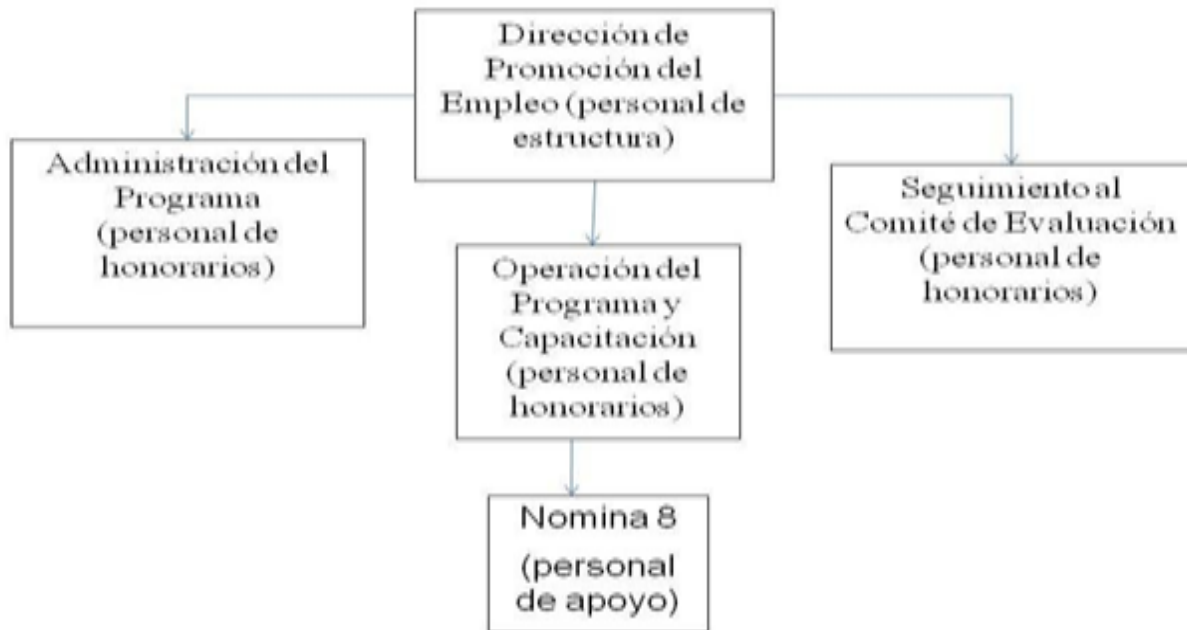 Dirección de
Promoción del
Empleo (personal de
estructura)
Administración del
Programa
(personal de
honorarios)
Seguimiento al
Comité de Evaluación
(personal de
honorarios)
Operación del
Programa y
Capacitación
(personal de
honorarios)
Nomina 8
(personal
de apoyo)